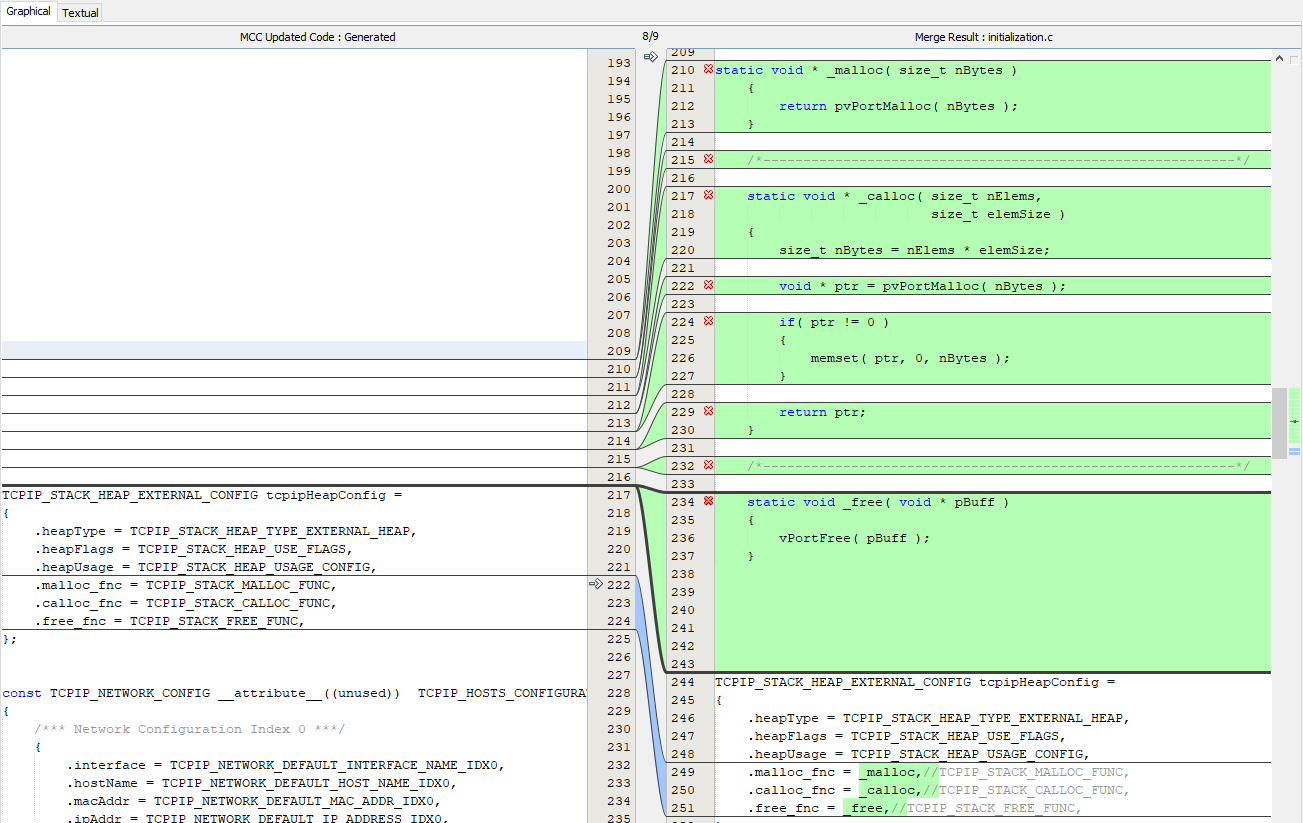 Graphical Textual
MCC Updated Code : Generated 8/9 Merge Result : initialization.c
193
194
195
196
197
198
199
200
201
202
203
204
205
206
207
208
209
210
211
212
213
214
215
216
TCPIP_STACK_HEAP_EXTERNAL_CONFIG tcpipHeapConfig = 217
{ 218
.heapType = TCPIP_STACK_HEAP_TYPE_EXTERNAL_HEAP, 219
.heapFlags = TCPIP_STACK_HEAP_USE_FLAGS, 220
.heapUsage = TCPIP_STACK_HEAP_USAGE_CONFIG, 221
.malloc_fnc = TCPIP_STACK_MALLOC_FUNC, 222
.calloc_fnc = TCPIP_STACK_CALLOC_FUNC, 223
.free_fnc = TCPIP_STACK_FREE_FUNC, 224
}; 225
226
227
const TCPIP_NETWORK_CONFIG __attribute__((unused)) TCPIP_HOSTS_CONFIGURA 228
{ 229
/*** Network Configuration Index 0 ***/ 230
{ 231
.interface = TCPIP_NETWORK_DEFAULT_INTERFACE_NAME_IDX0, 232
.hostName = TCPIP_NETWORK_DEFAULT_HOST_NAME_IDX0, 233
.macAddr = TCPIP_NETWORK_DEFAULT_MAC_ADDR_IDX0, 234
.ipAddr = TCPIP_NETWORK_DEFAULT_IP_ADDRESS_IDX0, 235
209
210 static void * _malloc( size_t nBytes )
211 {
212 return pvPortMalloc( nBytes );
213 }
214
215 /*-----------------------------------------------------------*/
216
217 static void * _calloc( size_t nElems,
218 size_t elemSize )
219 {
220 size_t nBytes = nElems * elemSize;
221
222 void * ptr = pvPortMalloc( nBytes );
223
224 if( ptr != 0 )
225 {
226 memset( ptr, 0, nBytes );
227 }
228
229 return ptr;
230 }
231
232 /*-----------------------------------------------------------*/
233
234 static void _free( void * pBuff )
235 {
236 vPortFree( pBuff );
237 }
238
239
240
241
242
243
244 TCPIP_STACK_HEAP_EXTERNAL_CONFIG tcpipHeapConfig =
245 {
246 .heapType = TCPIP_STACK_HEAP_TYPE_EXTERNAL_HEAP,
247 .heapFlags = TCPIP_STACK_HEAP_USE_FLAGS,
248 .heapUsage = TCPIP_STACK_HEAP_USAGE_CONFIG,
249 .malloc_fnc = _malloc,//TCPIP_STACK_MALLOC_FUNC,
250 .calloc_fnc = _calloc,//TCPIP_STACK_CALLOC_FUNC,
251 .free_fnc = _free,//TCPIP_STACK_FREE_FUNC,